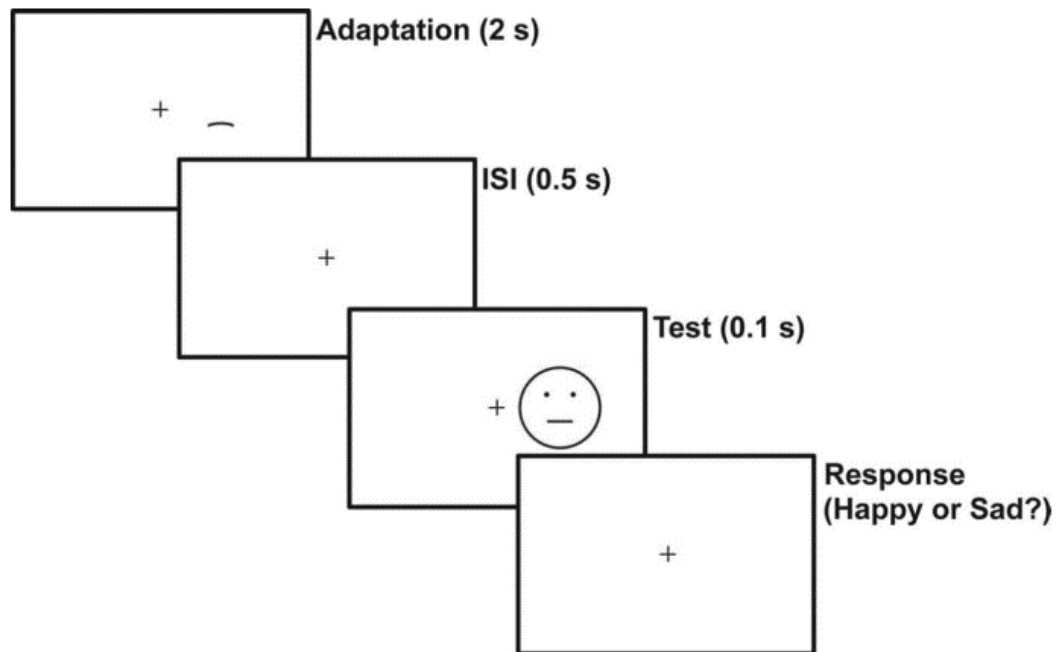 Adaptation (2 s)
ISI (0.5 s)
Test (0.1 s)
Response
(Happy or Sad?)